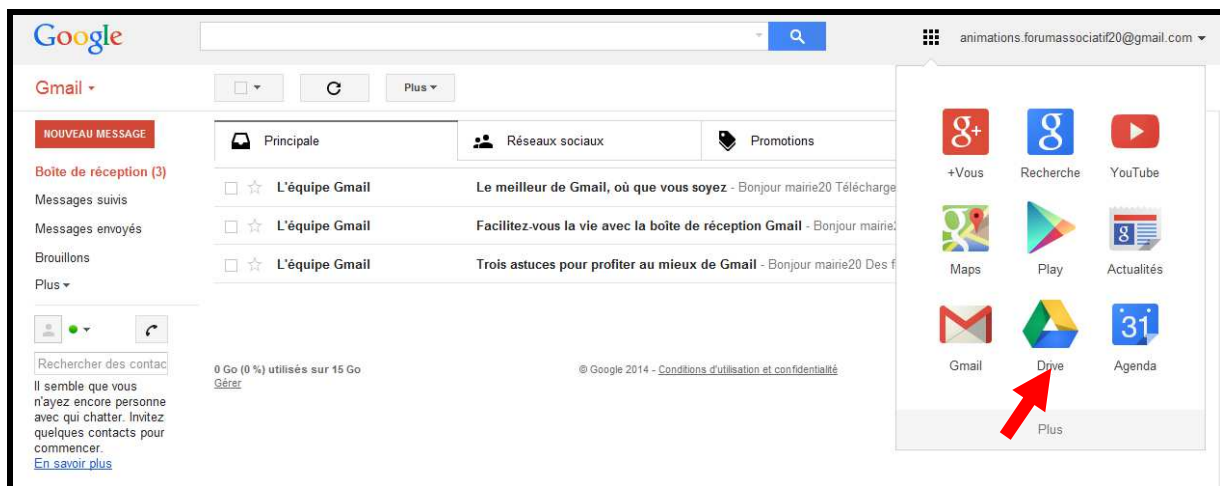 Google
animations.forumassociatif20@gmail.com
Gmail
Plus
NOUVEAU MESSAGE
Boîte de réception (3)
Messages suivis
Messages envoyés
Brouillons
Plus
Principale
Réseaux sociaux
Promotions
L'équipe Gmail Le meilleur de Gmail, où que vous soyez - Bonjour mairie20 Télécharge
L'équipe Gmail Facilitez-vous la vie avec la boîte de réception Gmail - Bonjour mairie
L'équipe Gmail Trois astuces pour profiter au mieux de Gmail - Bonjour mairie20 Des f
Rechercher des contac
Il semble que vous
n'ayez encore personne
avec qui chatter. Invitez
quelques contacts pour
commencer.
En savoir plus
0 Go (0 %) utilisés sur 15 Go
Gérer
© Google 2014 - Conditions d'utilisation et confidentialité
g+
g
+Vous
Recherche
YouTube
g
8
Maps
Play
Actualités
31
Gmail
Drive
Agenda
Plus